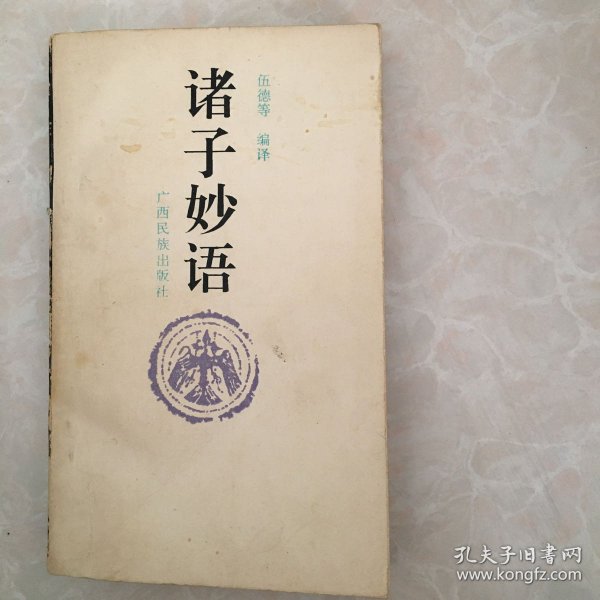 伍德等 编译
诸子妙语
广西民族出版社
孔夫子旧书网
www.kongfz.com